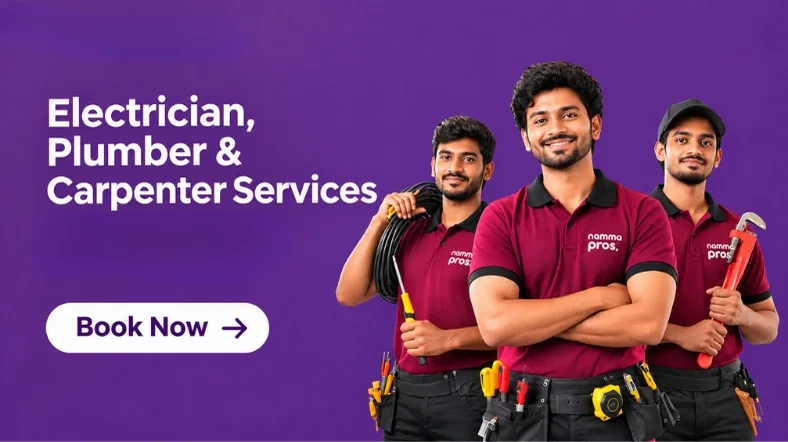 Electrician,
Plumber &
Carpenter Services
Book Now →
namma
pros.
namma
pros.
namma
pros.